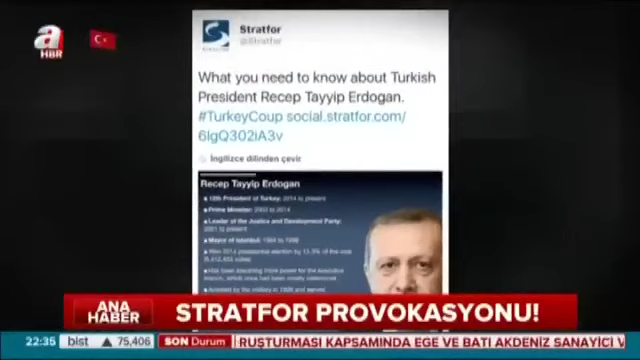 a
HBR
Stratfor
@Stratfor
What you need to know about Turkish
President Recep Tayyip Erdogan.
#TurkeyCoup social.stratfor.com/
6lgQ302iA3v
İngilizce dilinden çevir
Recep Tayyip Erdogan
12th President of Turkey: 2014 to present
Prime Minister: 2003 to 2014
Leader of the Justice and Development Party:
2001 to present
Mayor of Istanbul: 1994 to 1998
ANA
HABER
STRATFOR PROVOKASYONU!
22:35 bist ▲ 75,406 SON Durum RUŞTURMASI KAPSAMINDA EGE VE BATI AKDENİZ SANAYİCİ V